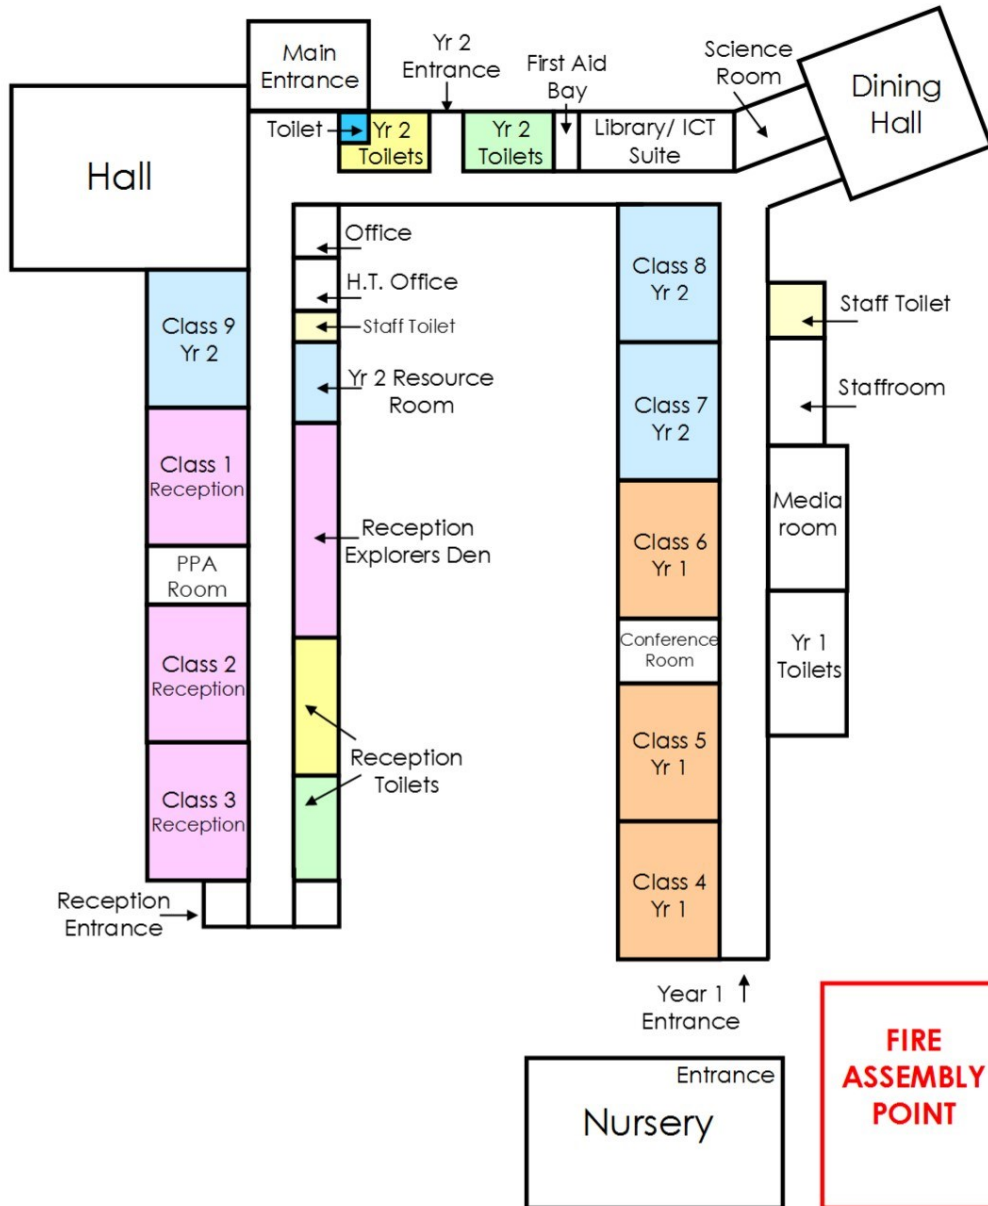 Main
Entrance
Yr 2
Entrance
First Aid
Bay
Science
Room
Dining
Hall
Hall
Toilet
Yr 2
Toilets
Yr 2
Toilets
Library/ ICT
Suite
Office
H.T. Office
Staff Toilet
Yr 2 Resource
Room
Reception
Explorers Den
Reception
Toilets
Class 9
Yr 2
Class 1
Reception
PPA
Room
Class 2
Reception
Class 3
Reception
Reception
Entrance
Class 8
Yr 2
Class 7
Yr 2
Class 6
Yr 1
Conference
Room
Class 5
Yr 1
Class 4
Yr 1
Staff Toilet
Staffroom
Media
room
Yr 1
Toilets
Year 1
Entrance
Entrance
Nursery
FIRE
ASSEMBLY
POINT